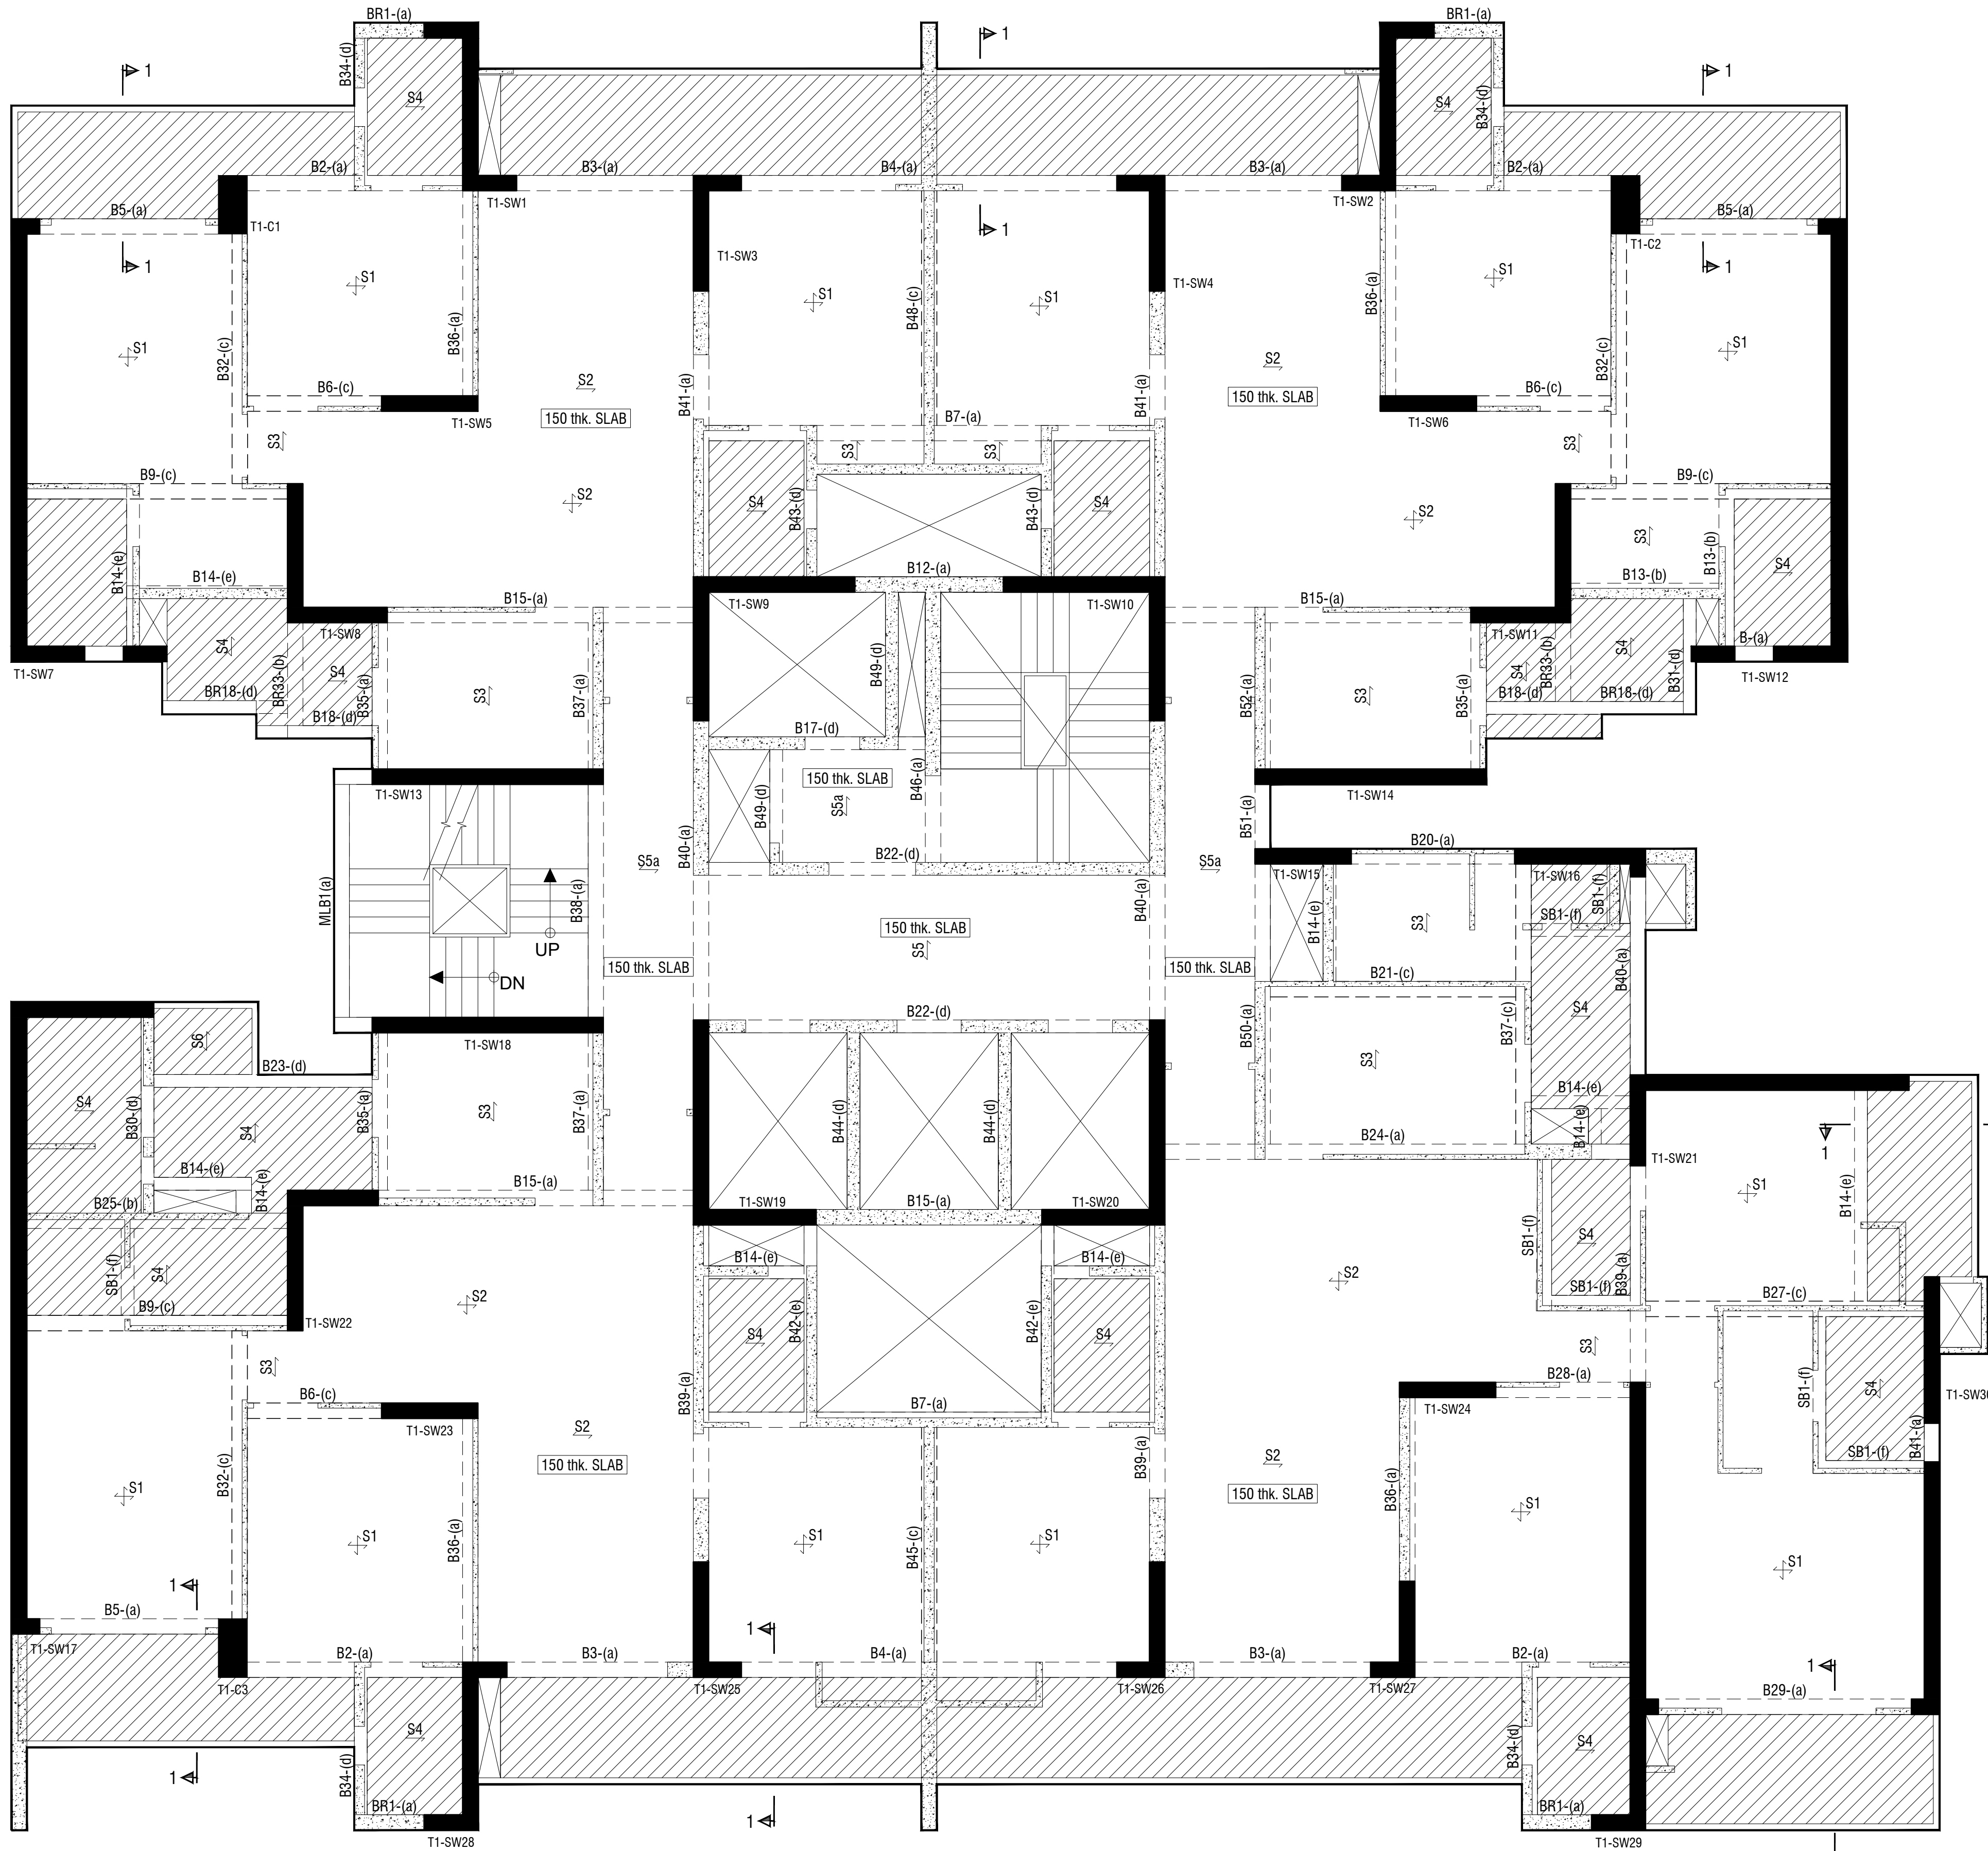 BR1-(a)
BR1-(a)
1
B34-(d)
1
1
S4
S4
B34-(d)
B2-(a)
B3-(a)
B4-(a)
B3-(a)
B2-(a)
B5-(a)
T1-C1
T1-SW1
T1-SW2
B5-(a)
T1-C2
1
1
1
T1-SW3
T1-SW4
S1
S1
S1
S1
B36-(a)
B48-(c)
B36-(a)
S1
B32-(c)
B32-(c)
S1
S2
S2
B6-(c)
B41-(a)
B41-(a)
B6-(c)
150 thk. SLAB
150 thk. SLAB
T1-SW5
B7-(a)
T1-SW6
S3
S3
S3
S3
B9-(c)
B9-(c)
S2
S4
B43-(d)
B43-(d)
S4
S2
S3
B14-(e)
B14-(e)
B12-(a)
B13-(b)
B13-(b)
S4
B15-(a)
T1-SW9
T1-SW10
B15-(a)
T1-SW8
T1-SW11
S4
S4
B49-(d)
S4
S4
B-(a)
T1-SW7
T1-SW12
BR18-(d)
BR33-(b)
B35-(a)
S3
B37-(a)
B52-(a)
S3
B35-(a)
B18-(d)
BR33-(b)
BR18-(d)
B31-(d)
B18-(d)
B17-(d)
150 thk. SLAB
B46-(a)
T1-SW13
T1-SW14
B49-(d)
S5a
B51-(a)
B20-(a)
S5a
B40-(a)
B22-(d)
S5a
T1-SW15
T1-SW16
MLB1(a)
B38-(a)
B40-(a)
B14-(e)
S3
SB1-(f)
SB1-(f)
150 thk. SLAB
UP
S5
150 thk. SLAB
150 thk. SLAB
B21-(c)
B40-(a)
DN
S6
B22-(d)
B50-(a)
B37-(c)
S4
T1-SW18
B23-(d)
S3
S4
B30-(d)
S4
B35-(a)
S3
B37-(a)
B44-(d)
B44-(d)
B14-(e)
B14-(e)
B24-(a)
1
T1-SW21
B14-(e)
B14-(e)
B15-(a)
B25-(b)
T1-SW19
B15-(a)
T1-SW20
S1
B14-(e)
SB1-(f)
S4
B14-(e)
B14-(e)
SB1-(f)
S4
B39-(a)
S2
SB1-(f)
B27-(c)
B9-(c)
S2
T1-SW22
S4
B42-(e)
B42-(e)
S4
S3
S3
B28-(a)
SB1-(f)
S4
T1-SW30
B6-(c)
B39-(a)
B7-(a)
T1-SW24
T1-SW23
S2
B39-(a)
S2
SB1-(f)
B41-(a)
150 thk. SLAB
B32-(c)
150 thk. SLAB
B36-(a)
S1
S1
S1
B36-(a)
S1
B45-(c)
S1
S1
1
B5-(a)
T1-SW17
1
B2-(a)
B3-(a)
B4-(a)
B3-(a)
B2-(a)
1
T1-C3
T1-SW25
T1-SW26
T1-SW27
B29-(a)
S4
B34-(d)
B34-(d)
S4
1
BR1-(a)
1
BR1-(a)
T1-SW28
T1-SW29